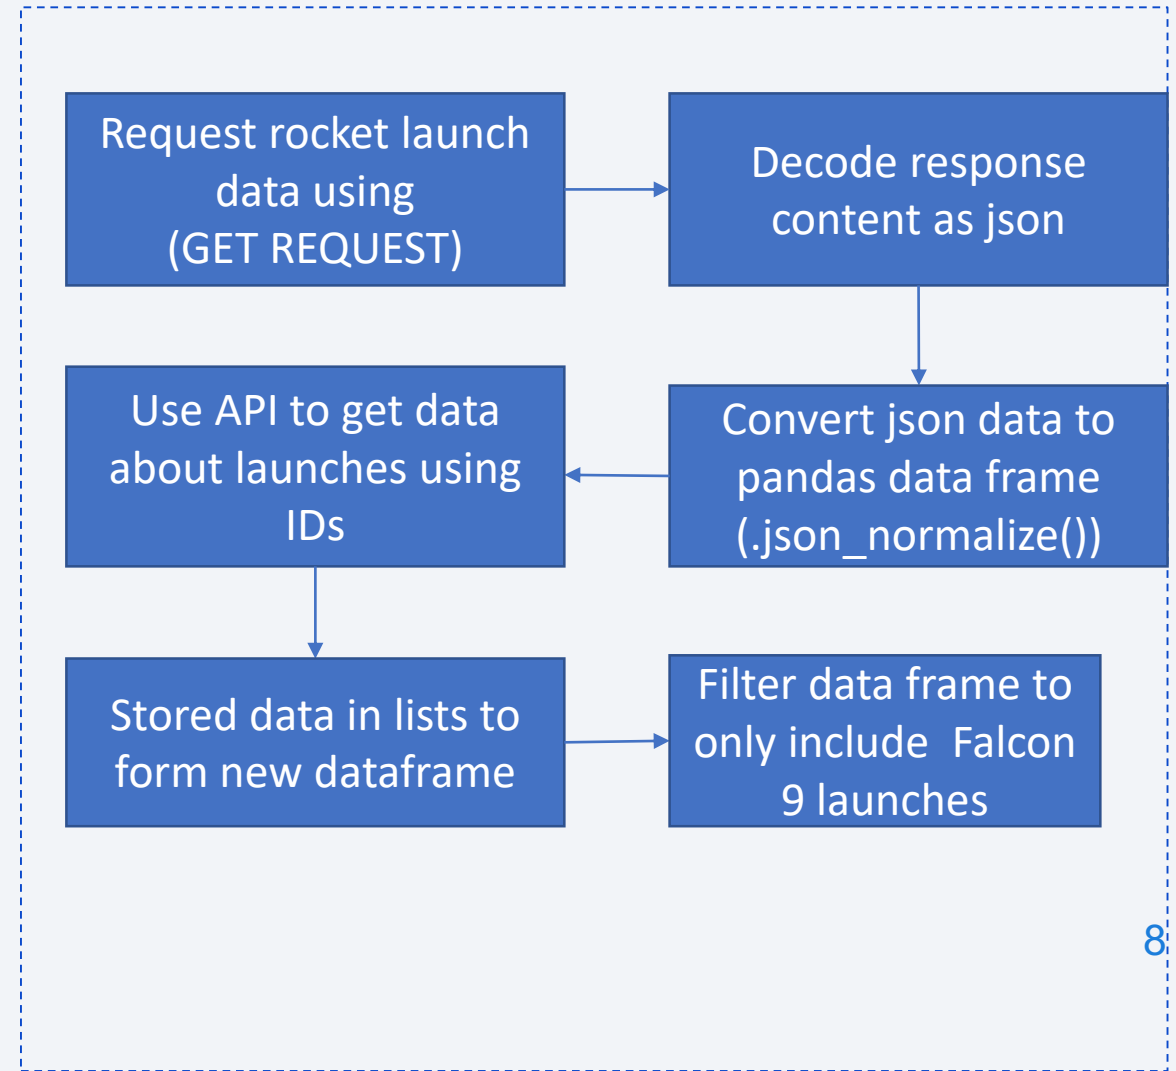 Request rocket launch
data using
(GET REQUEST)
Decode response
content as json
Convert json data to
pandas data frame
(.json_normalize())
Use API to get data
about launches using
IDs
Stored data in lists to
form new dataframe
Filter data frame to
only include  Falcon
9 launches
8